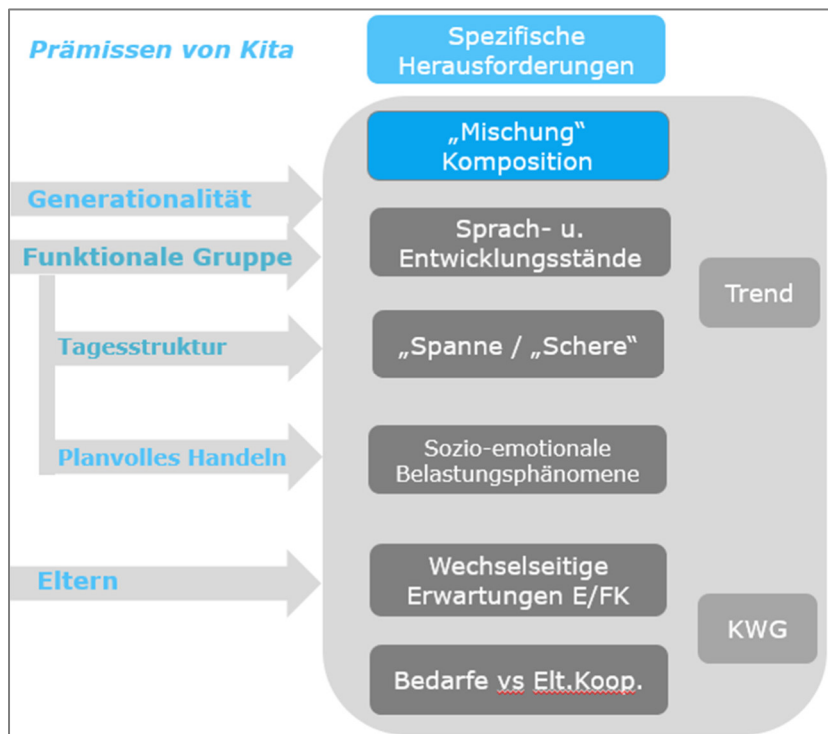 Prämissen von Kita
Spezifische
Herausforderungen
„Mischung“
Komposition
Generationalität
Sprach- u.
Entwicklungsstände
Funktionale Gruppe
Trend
Tagesstruktur
„Spanne / „Schere“
Planvolles Handeln
Sozio-emotionale
Belastungsphänomene
Eltern
Wechselseitige
Erwartungen E/FK
KWG
Bedarfe vs Elt.Koop.